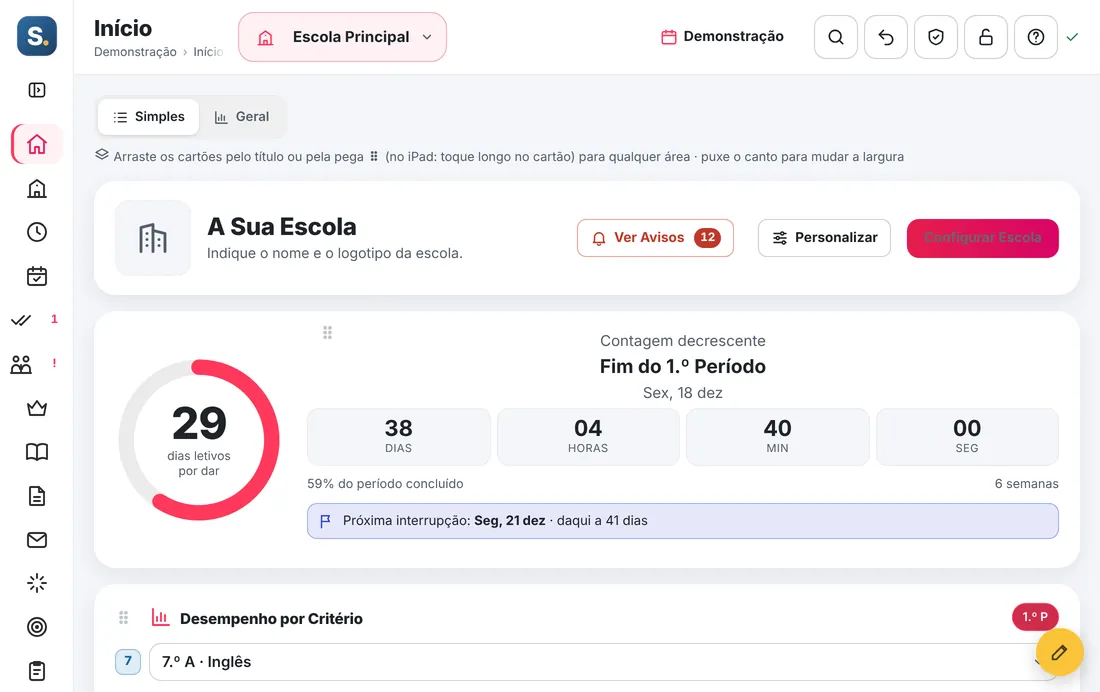 S.
Início
Demonstração › Início
Escola Principal
Demonstração
Simples
Geral
Arraste os cartões pelo título ou pela pega ⠿ (no iPad: toque longo no cartão) para qualquer área · puxe o canto para mudar a largura
A Sua Escola
Indique o nome e o logotipo da escola.
Ver Avisos 12
Personalizar
Configurar Escola
1
!
29
dias letivos
por dar
Contagem decrescente
Fim do 1.º Período
Sex, 18 dez
38
DIAS
04
HORAS
40
MIN
00
SEG
59% do período concluído
6 semanas
Próxima interrupção: Seg, 21 dez · daqui a 41 dias
Desempenho por Critério
1.º P
7
7.º A · Inglês